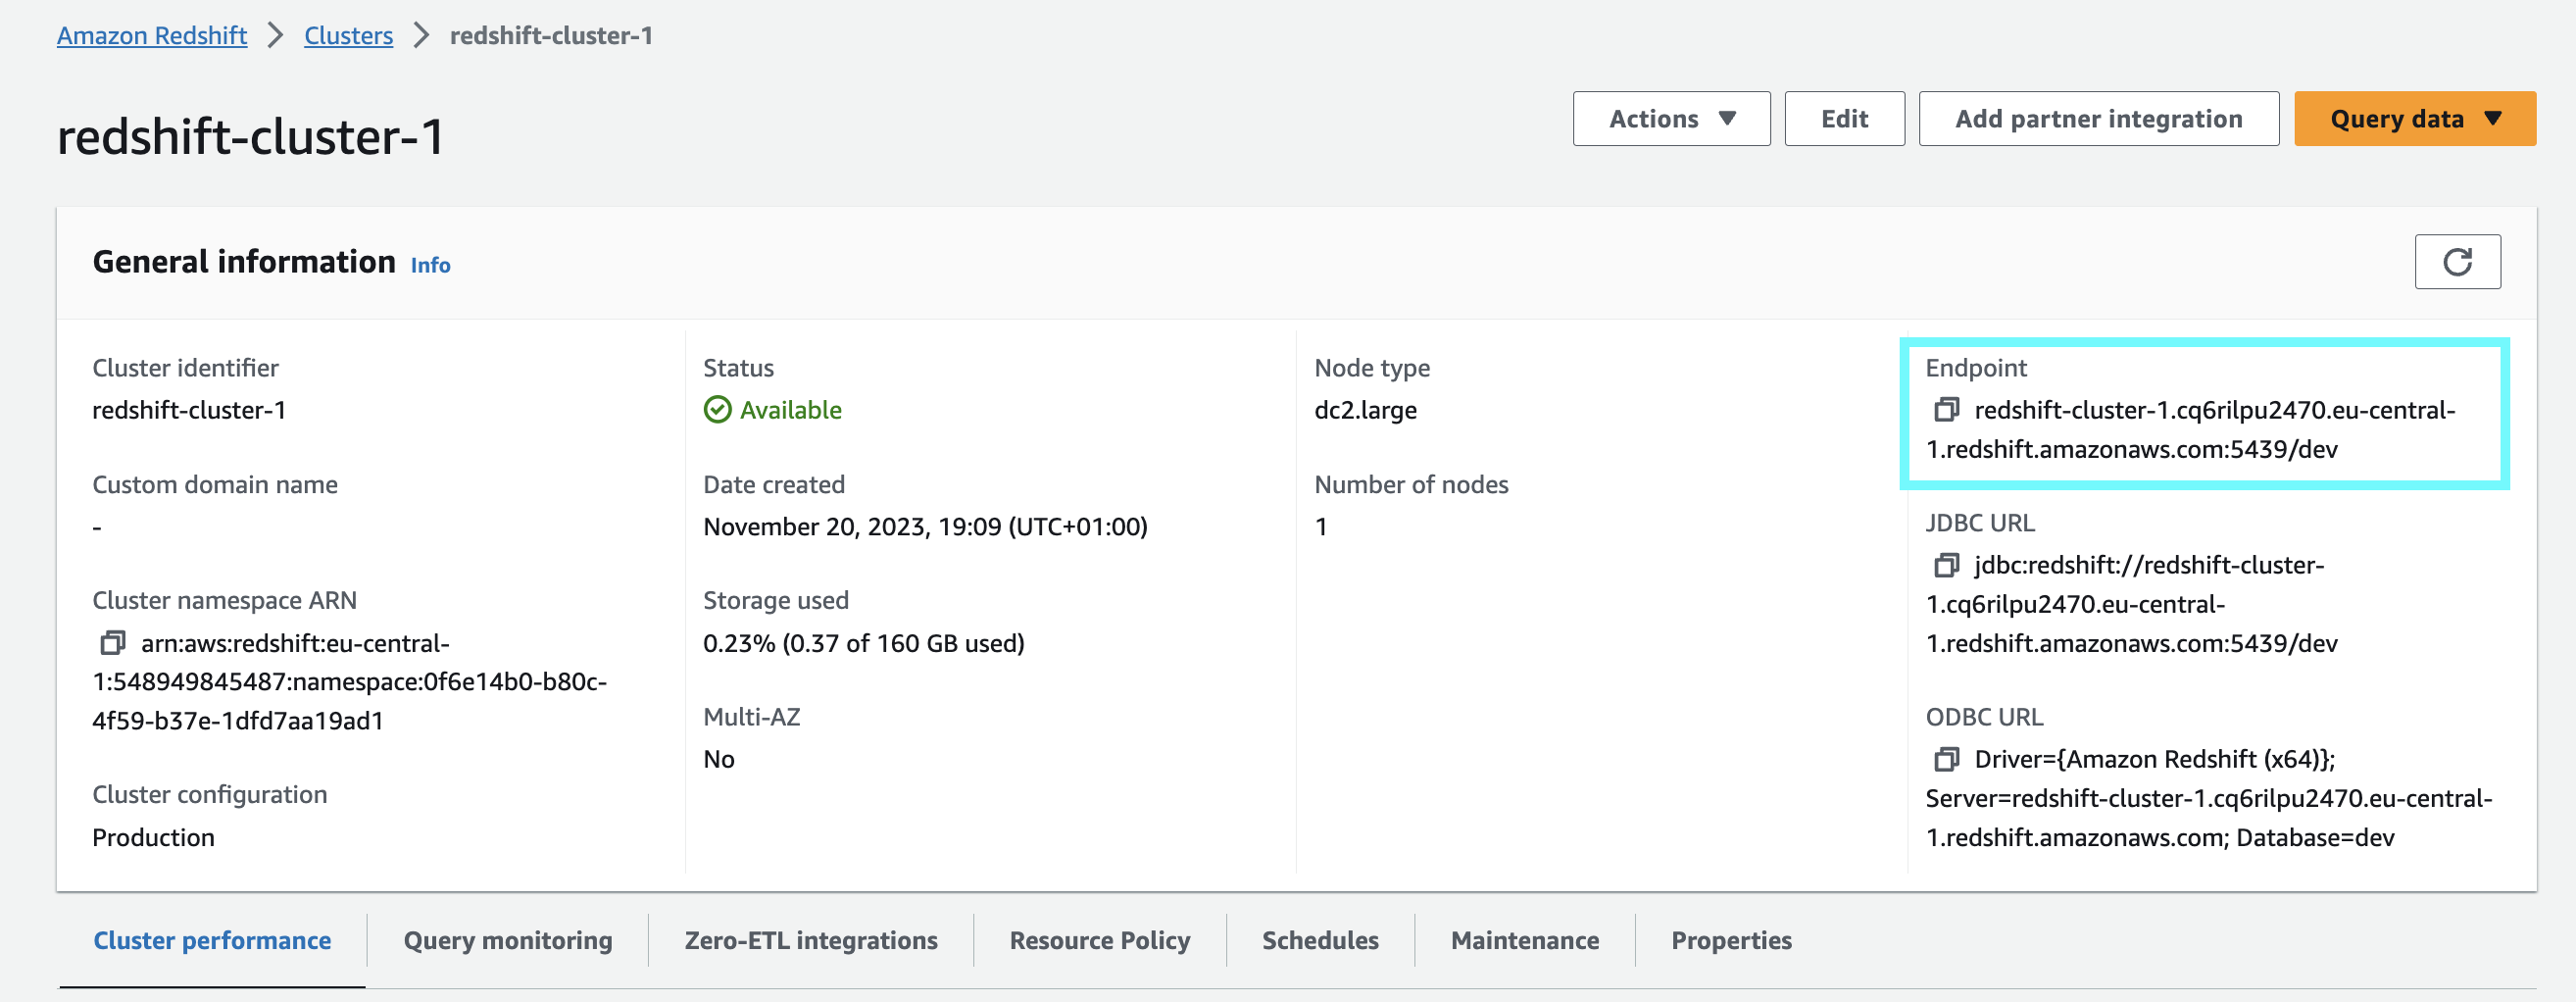 Amazon Redshift > Clusters > redshift-cluster-1
redshift-cluster-1
Actions
Edit
Add partner integration
Query data
General information Info
Cluster identifier
redshift-cluster-1
Custom domain name
-
Cluster namespace ARN
arn:aws:redshift:eu-central-
1:548949845487:namespace:0f6e14b0-b80c-
4f59-b37e-1dfd7aa19ad1
Cluster configuration
Production
Status
Available
Date created
November 20, 2023, 19:09 (UTC+01:00)
Storage used
0.23% (0.37 of 160 GB used)
Multi-AZ
No
Node type
dc2.large
Number of nodes
1
Endpoint
redshift-cluster-1.cq6rilpu2470.eu-central-
1.redshift.amazonaws.com:5439/dev
JDBC URL
jdbc:redshift://redshift-cluster-
1.cq6rilpu2470.eu-central-
1.redshift.amazonaws.com:5439/dev
ODBC URL
Driver={Amazon Redshift (x64)};
Server=redshift-cluster-1.cq6rilpu2470.eu-central-
1.redshift.amazonaws.com; Database=dev
Cluster performance
Query monitoring
Zero-ETL integrations
Resource Policy
Schedules
Maintenance
Properties